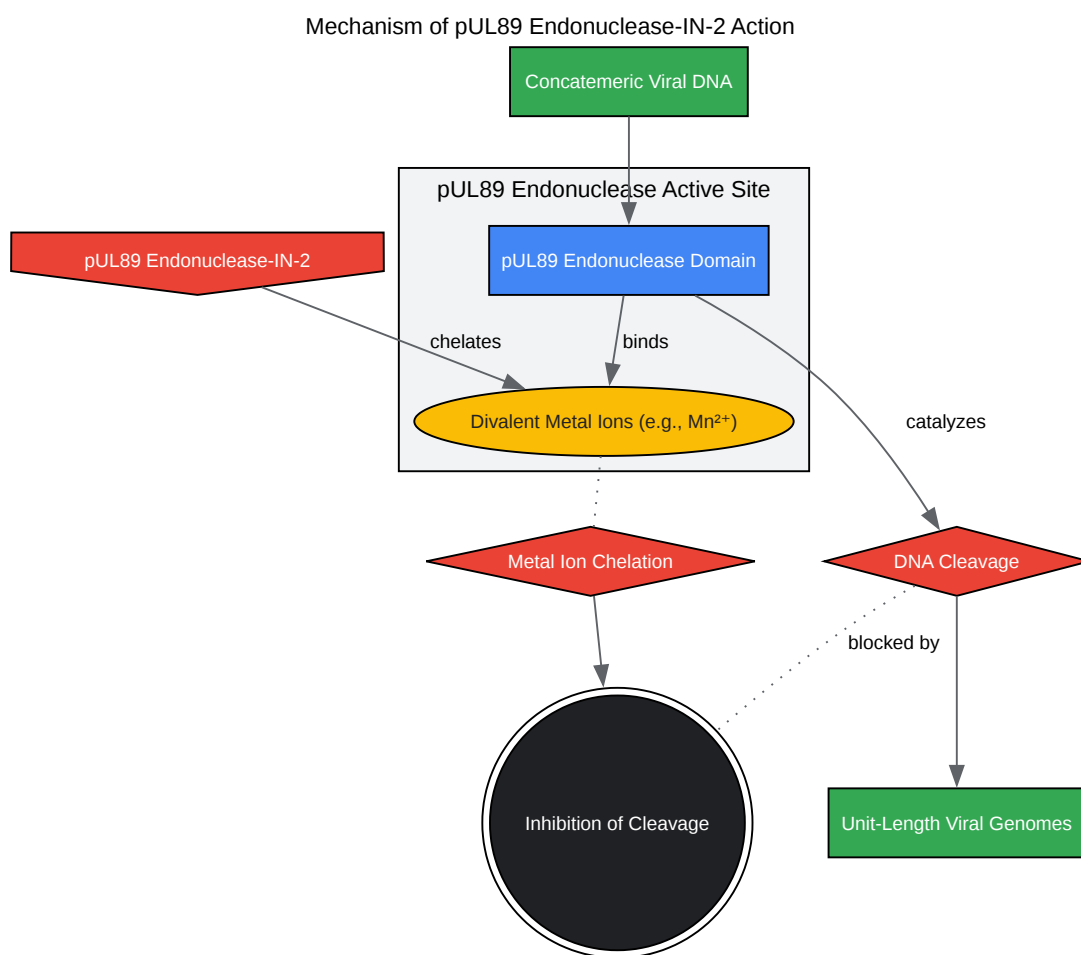 Mechanism of pUL89 Endonuclease-IN-2 Action
Concatemeric Viral DNA
pUL89 Endonuclease Active Site
pUL89 Endonuclease-IN-2
pUL89 Endonuclease Domain
chelates
binds
Divalent Metal Ions (e.g., Mn²⁺)
catalyzes
Metal Ion Chelation
DNA Cleavage
blocked by
Inhibition of Cleavage
Unit-Length Viral Genomes